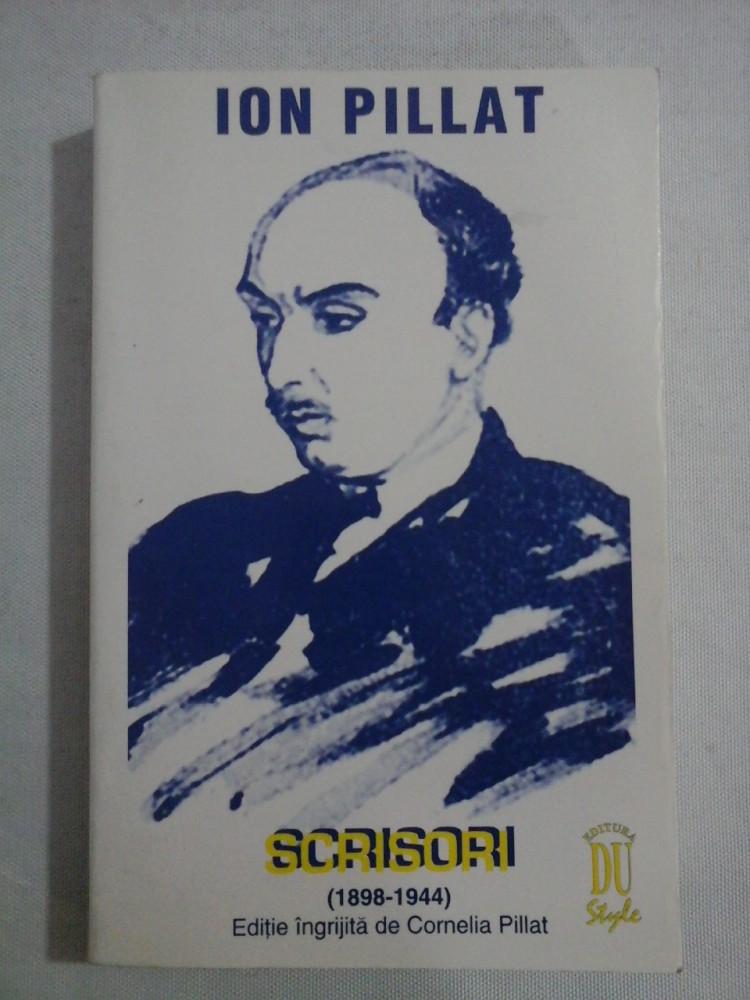 ION PILLAT
SCRISORI
(1898-1944)
Ediție îngrijită de Cornelia Pillat
EDITURA
DU
Style